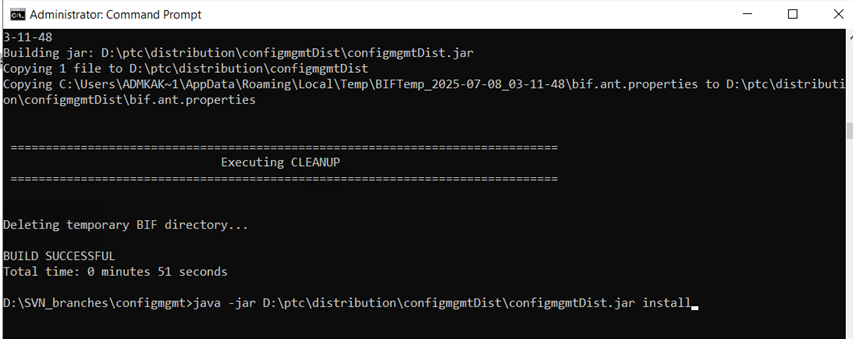 Administrator: Command Prompt
3-11-48
Building jar: D:\ptc\distribution\configmgmtDist\configmgmtDist.jar
Copying 1 file to D:\ptc\distribution\configmgmtDist
Copying C:\Users\ADMKAK~1\AppData\Roaming\Local\Temp\BIFTemp_2025-07-08_03-11-48\bif.ant.properties to D:\ptc\distributi
on\configmgmtDist\bif.ant.properties
==============================================================================
Executing CLEANUP
==============================================================================
Deleting temporary BIF directory...
BUILD SUCCESSFUL
Total time: 0 minutes 51 seconds
D:\SVN_branches\configmgmt>java -jar D:\ptc\distribution\configmgmtDist\configmgmtDist.jar install